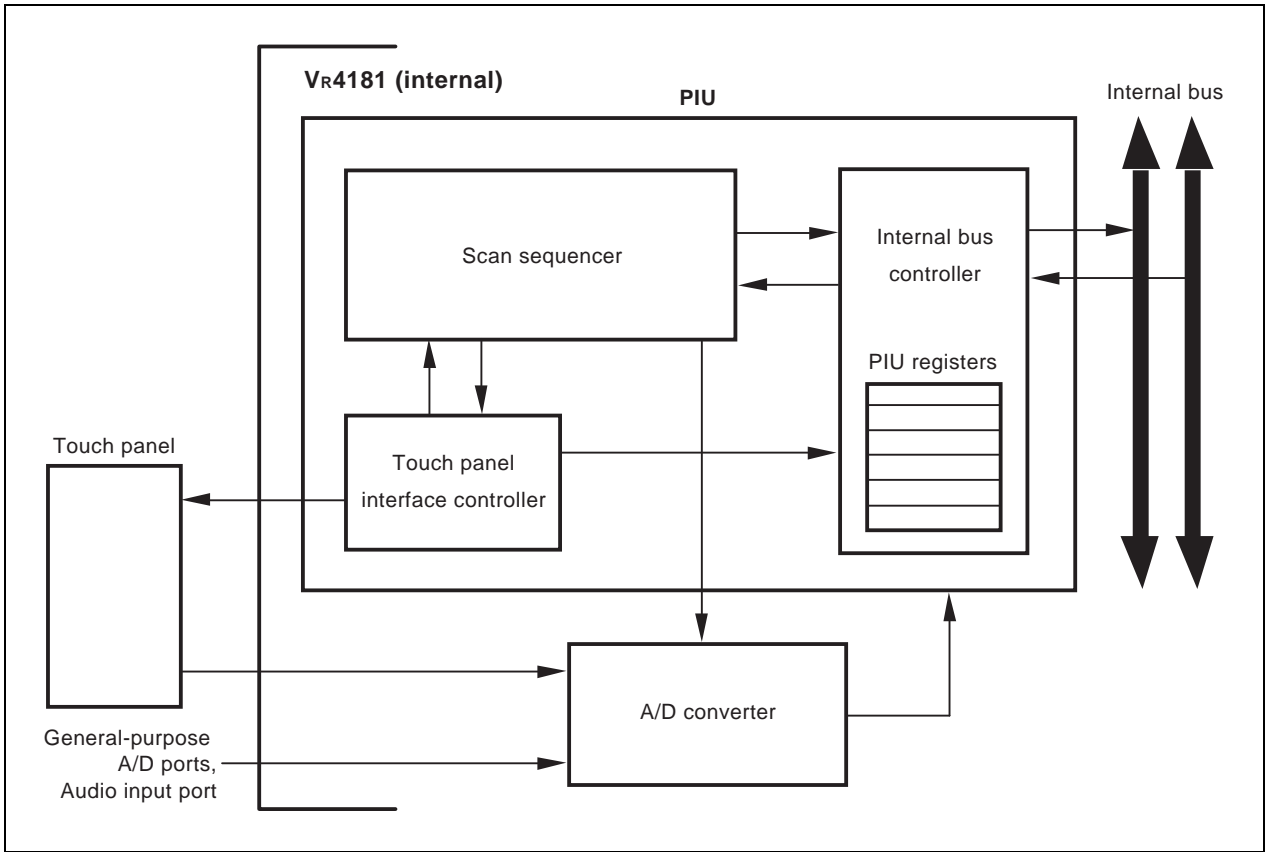 VR4181 (internal)
PIU
Internal bus
Scan sequencer
Internal bus
controller
PIU registers
Touch panel
Touch panel
interface controller
A/D converter
General-purpose
A/D ports,
Audio input port